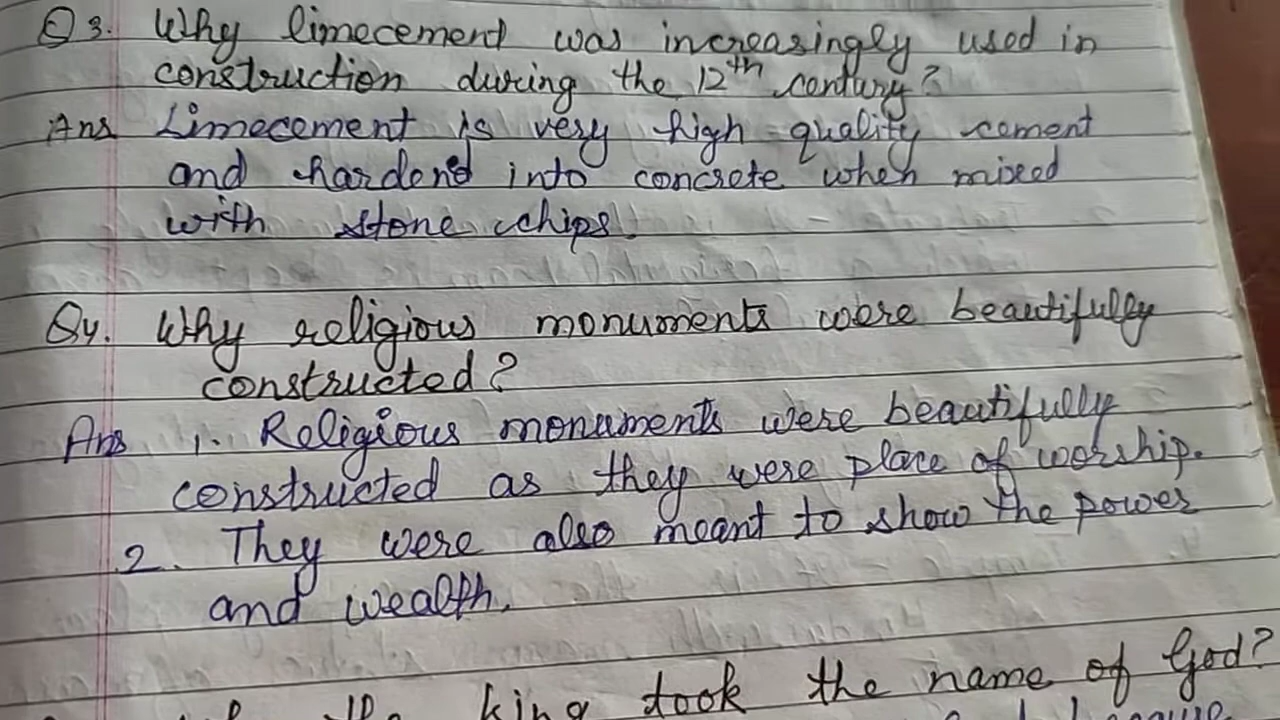 Q3. Why limecement was increasingly used in
construction during the 12th century?
Ans Limecement is very high quality cement
and hardend into concrete when mixed
with stone chips.
Q4. Why religious monuments were beautifully
constructed?
Ans 1. Religious monuments were beautifully
constructed as they were place of worship.
2. They were also meant to show the power
and wealth.
the king took the name of God?